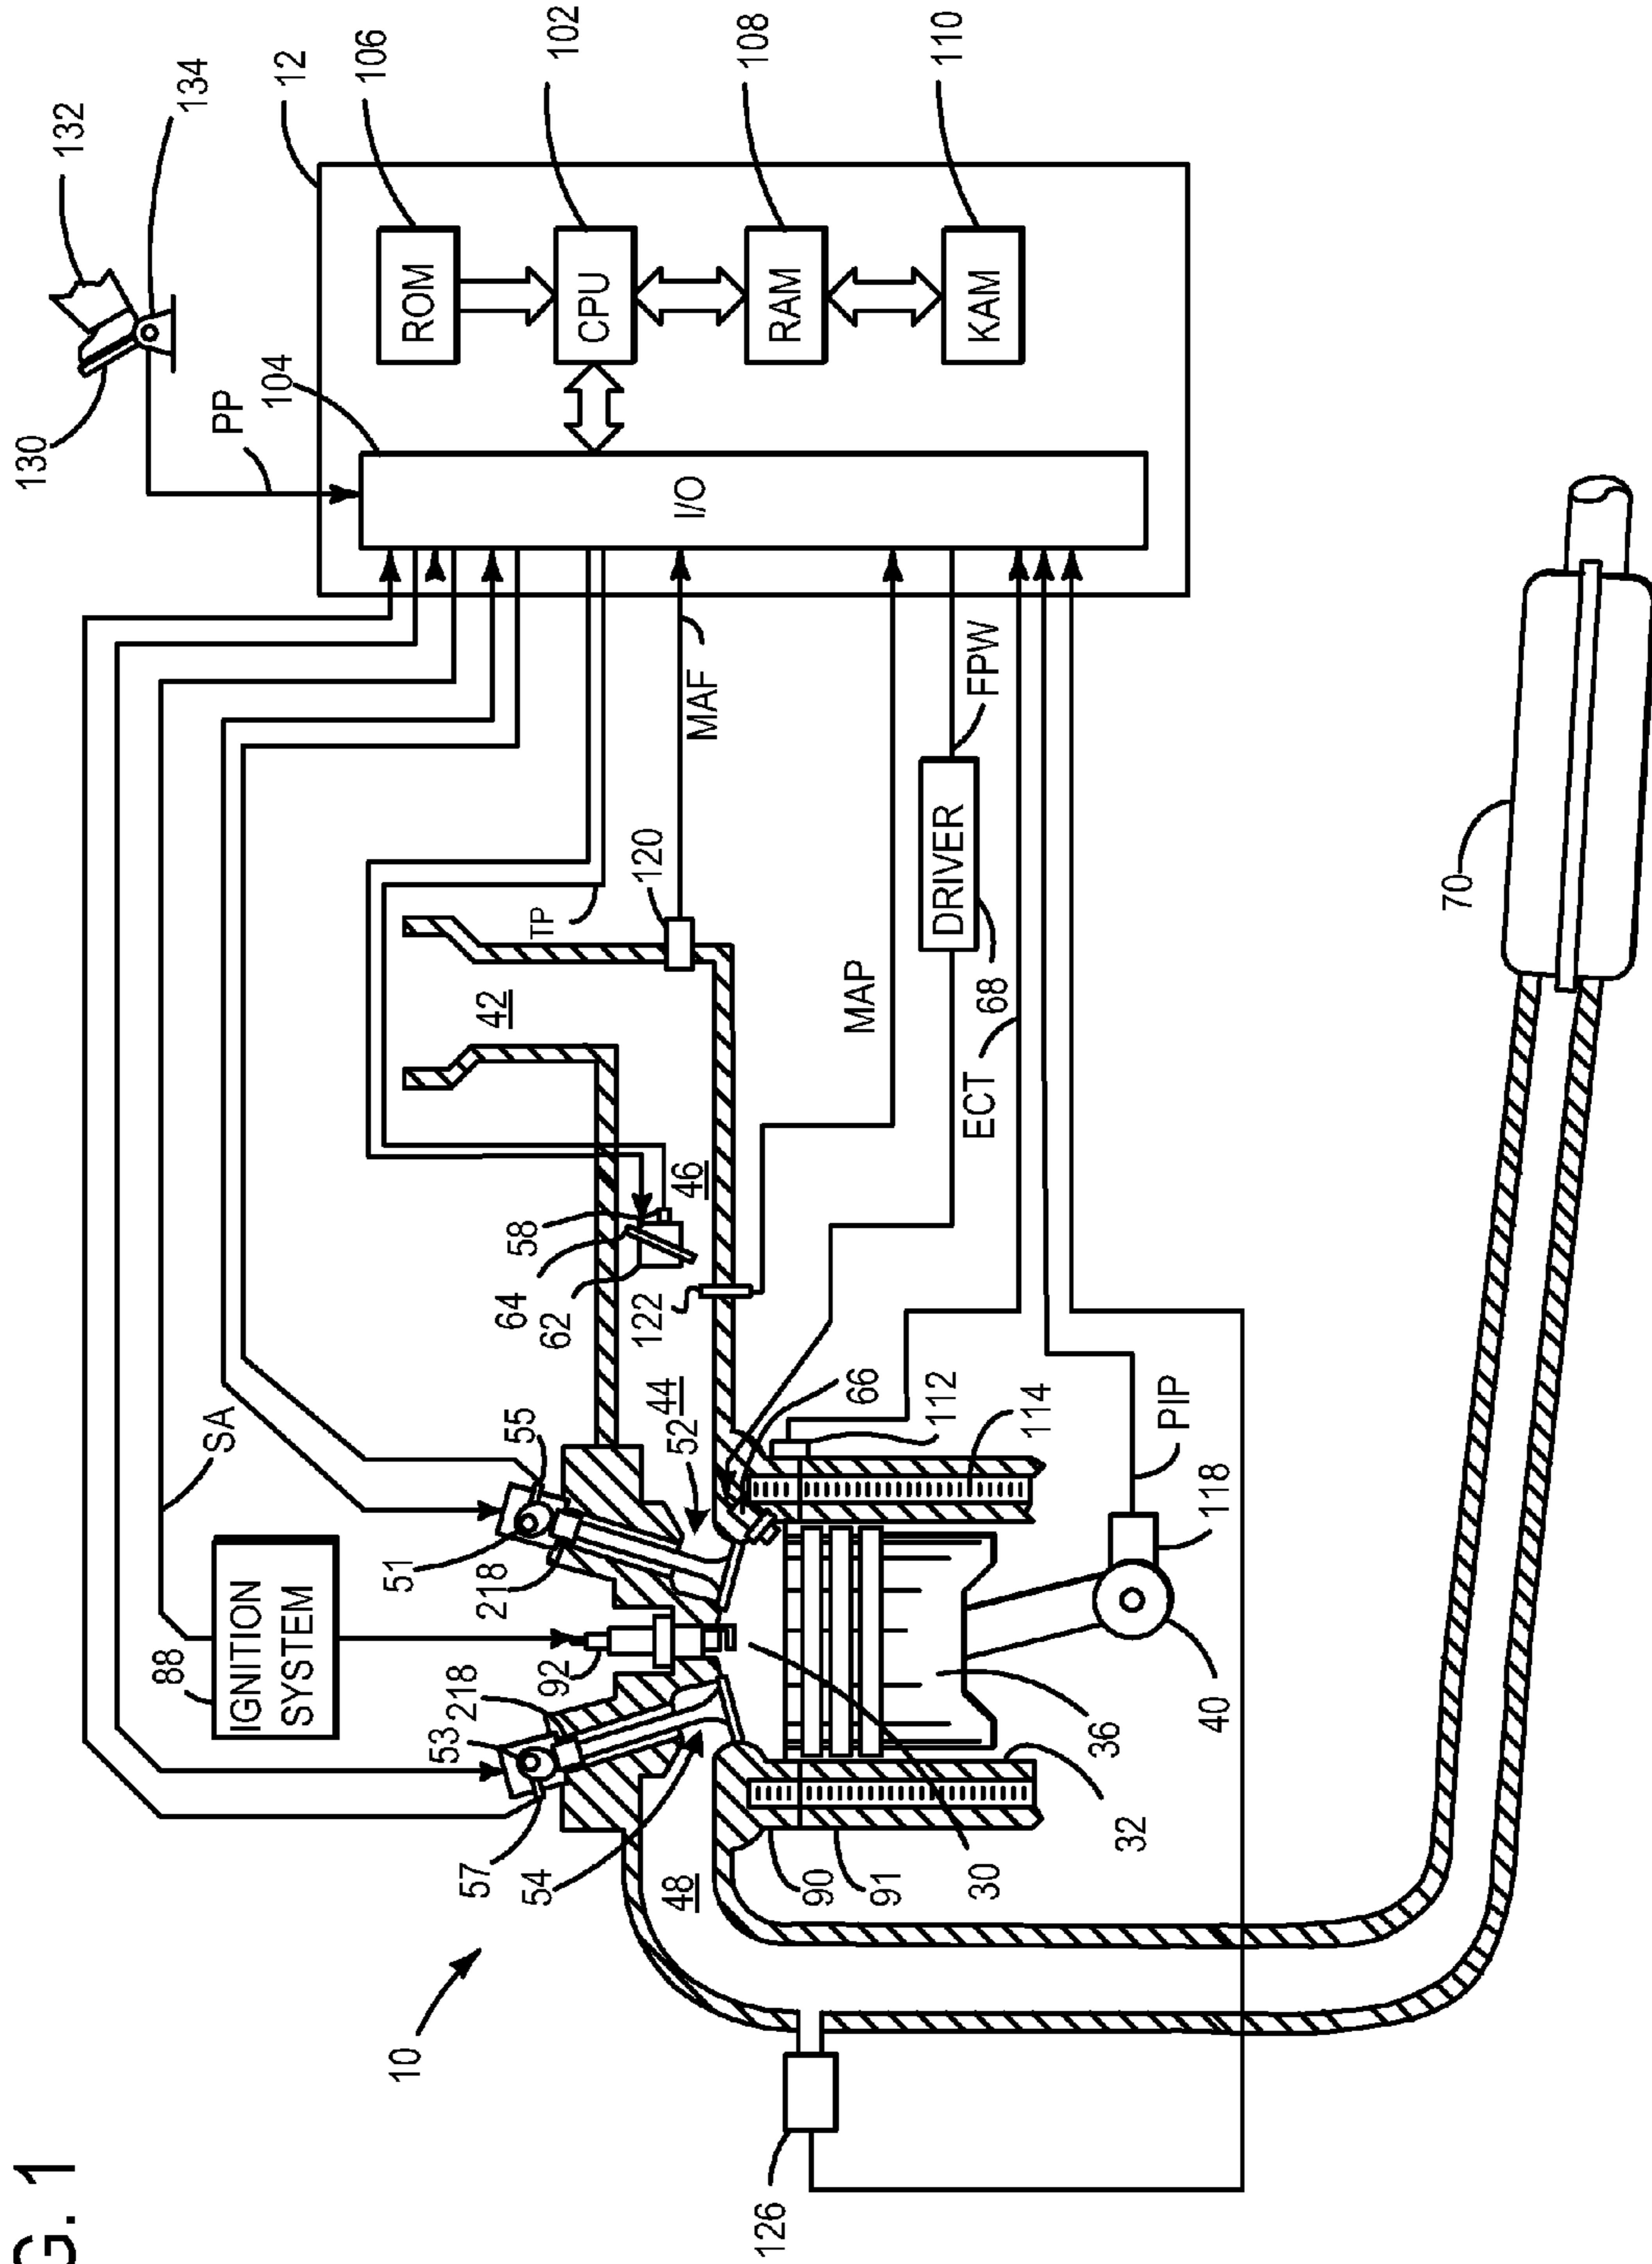 G. 1
10
126
48
57
54
53
218
88
IGNITION
SYSTEM
92
51
218
55
SA
44
52
64
62
58
122
46
42
TP
120
MAF
MAP
DRIVER
FPW
68
ECT
66
112
114
PIP
118
40
36
32
30
91
90
70
130
132
134
PP
104
12
106
102
108
110
I/O
ROM
CPU
RAM
KAM